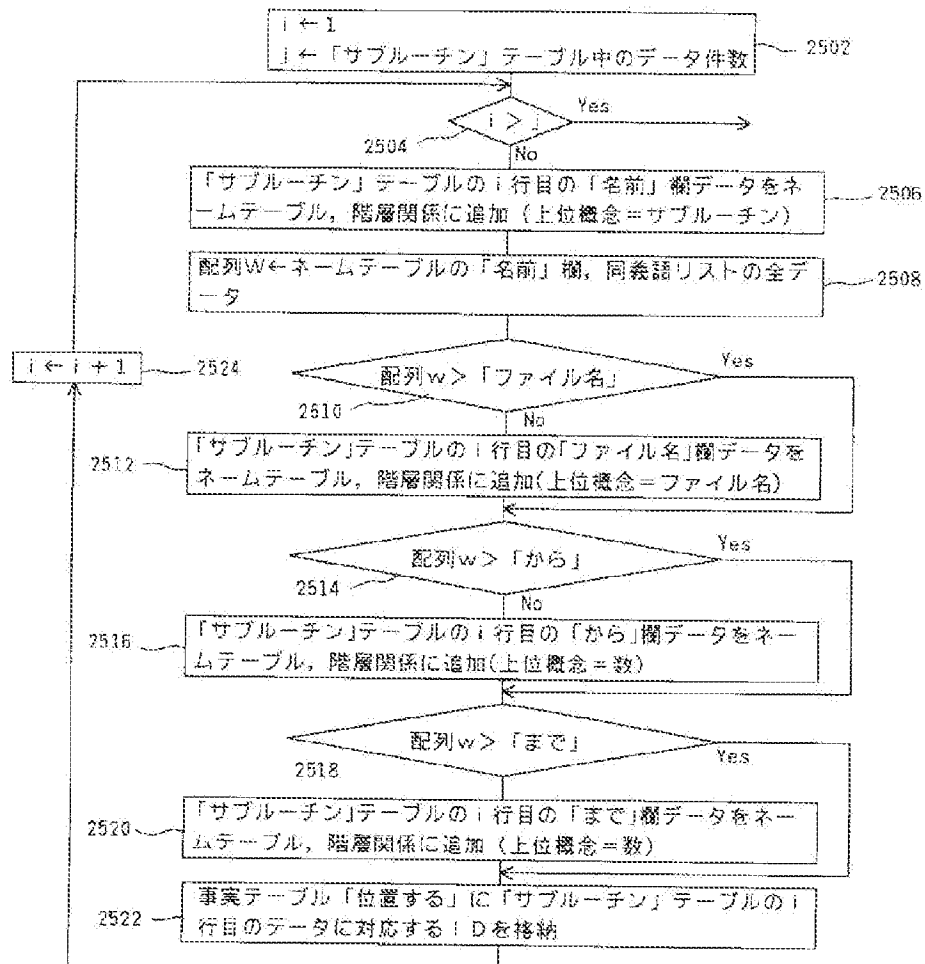 i ← 1
j ← 「サブルーチン」テーブル中のデータ件数
2502
Yes
i > j
2504
No
「サブルーチン」テーブルのi行目の「名前」欄データをネ
ームテーブル，階層関係に追加（上位概念＝サブルーチン）
2506
配列W←ネームテーブルの「名前」欄，同義語リストの全デ
ータ
2508
i ← i + 1
2524
配列w＞「ファイル名」
Yes
2510
No
「サブルーチン」テーブルのi行目の「ファイル名」欄データを
ネームテーブル，階層関係に追加(上位概念＝ファイル名)
2512
配列w＞「から」
Yes
2514
No
「サブルーチン」テーブルのi行目の「から」欄データをネー
ムテーブル，階層関係に追加(上位概念＝数)
2516
配列w＞「まで」
Yes
2518
「サブルーチン」テーブルのi行目の「まで」欄データをネー
ムテーブル，階層関係に追加（上位概念＝数）
2520
事実テーブル「位置する」に「サブルーチン」テーブルのi
行目のデータに対応するIDを格納
2522